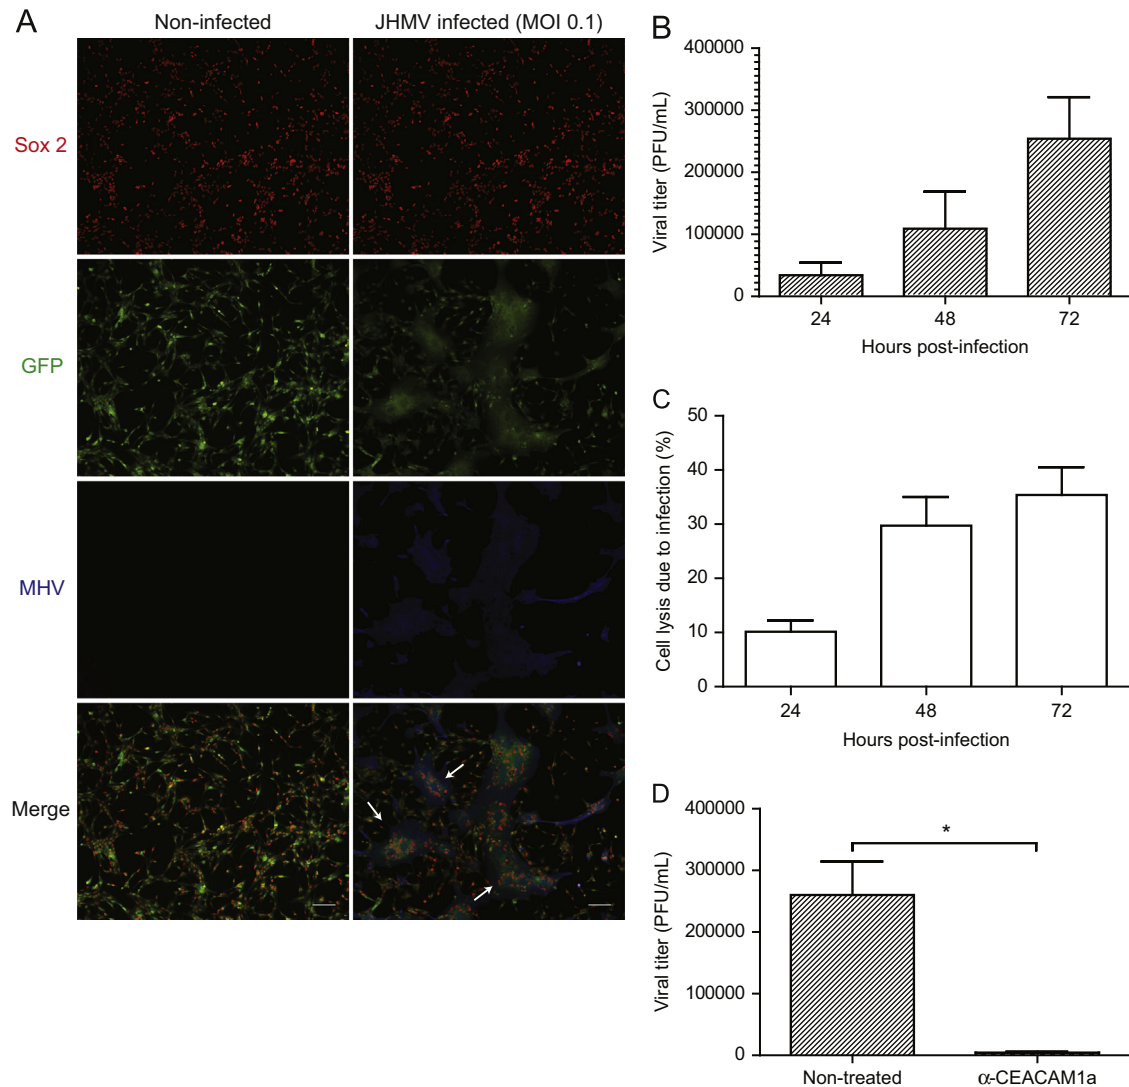 A
Non-infected
JHMV infected (MOI 0.1)
Sox 2
GFP
MHV
Merge
B
Viral titer (PFU/mL)
400000
300000
200000
100000
0
24
48
72
Hours post-infection
C
Cell lysis due to infection (%)
50
40
30
20
10
0
24
48
72
Hours post-infection
D
Viral titer (PFU/mL)
400000
300000
200000
100000
0
*
Non-treated
α-CEACAM1a